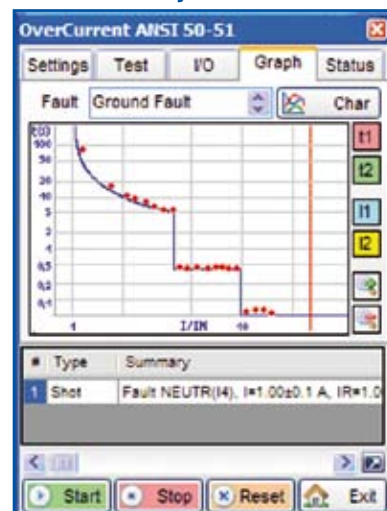 OverCurrent ANSI 50-51
Settings Test I/O Graph Status
Fault Ground Fault Char
t(s)
100
50
20
10
5
2
1
0,5
0,2
0,1
1 I/IN 10
t1
t2
I1
I2
# Type Summary
1 Shot Fault NEUTR(I4), I=1.00±0.1 A, IR=1.0
Start Stop Reset Exit